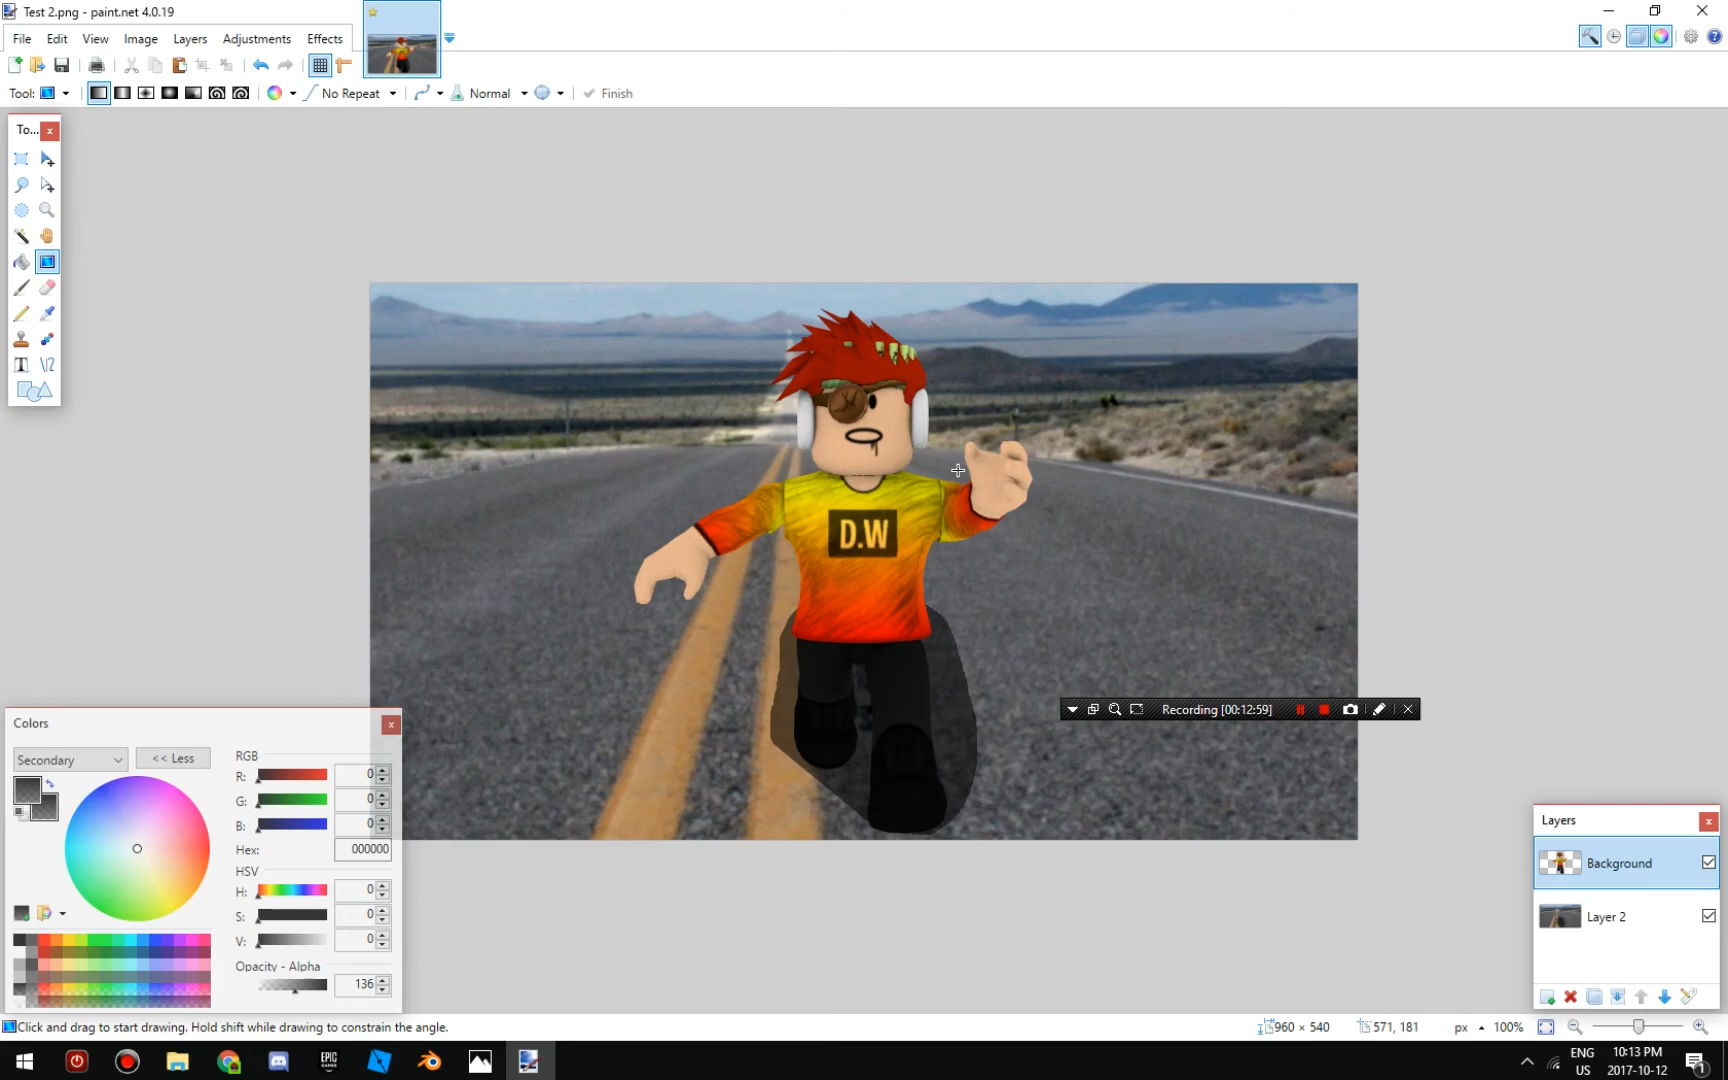 Test 2.png - paint.net 4.0.19
File Edit View Image Layers Adjustments Effects
Tool: No Repeat Normal Finish
To...
D.W
Recording [00:12:59]
Colors
Secondary << Less
RGB
R: 0
G: 0
B: 0
Hex: 000000
HSV
H: 0
S: 0
V: 0
Opacity - Alpha
136
Layers
Background
Layer 2
Click and drag to start drawing. Hold shift while drawing to constrain the angle.
960 × 540 571, 181 px 100%
EPIC
GAMES
ENG
US
10:13 PM
2017-10-12
1